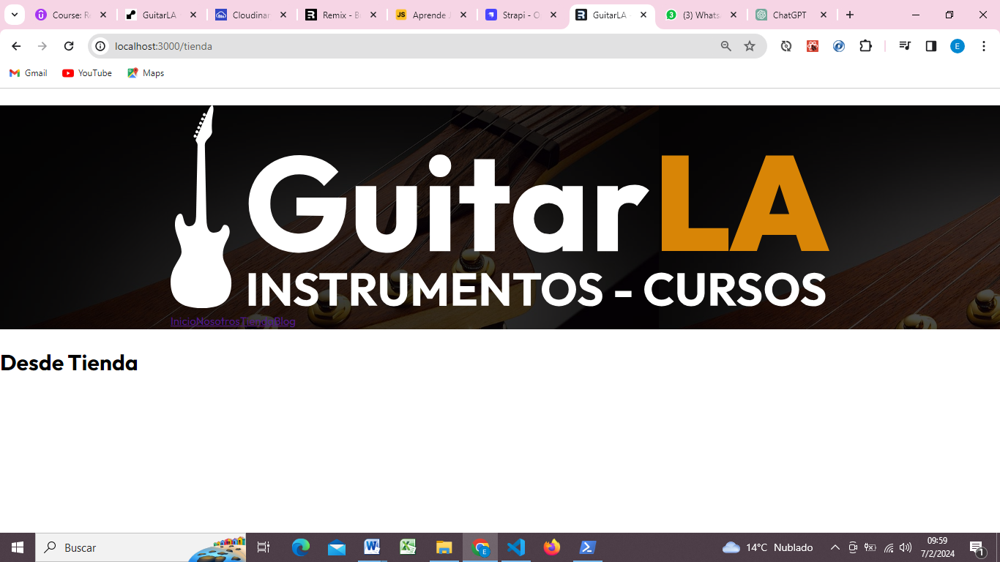 Course: R
GuitarLA
Cloudinar
Remix - B
Aprende J
Strapi - O
GuitarLA
(3) Whats
ChatGPT
localhost:3000/tienda
E
Gmail
YouTube
Maps
GuitarLA
INSTRUMENTOS - CURSOS
InicioNosotrosTiendaBlog
Desde Tienda
Buscar
14°C Nublado
09:59
7/2/2024
1